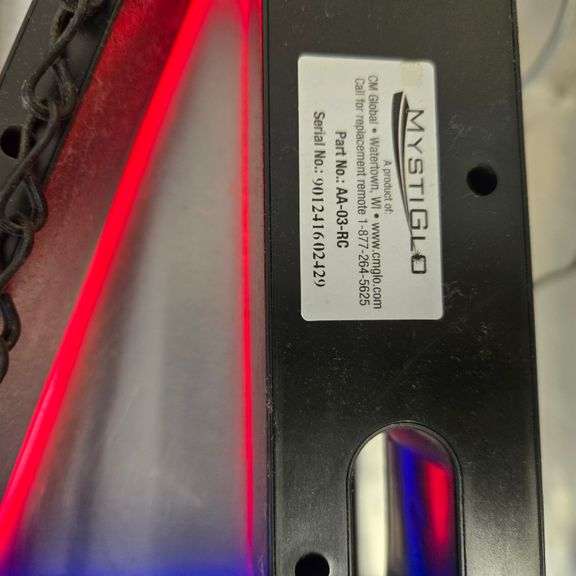 MYSTIGLO
A product of:
CM Global • Watertown, WI • www.cmglo.com
Call for replacement remote 1-877-264-5625
Part No.: AA-03-RC
Serial No.: 901241602429